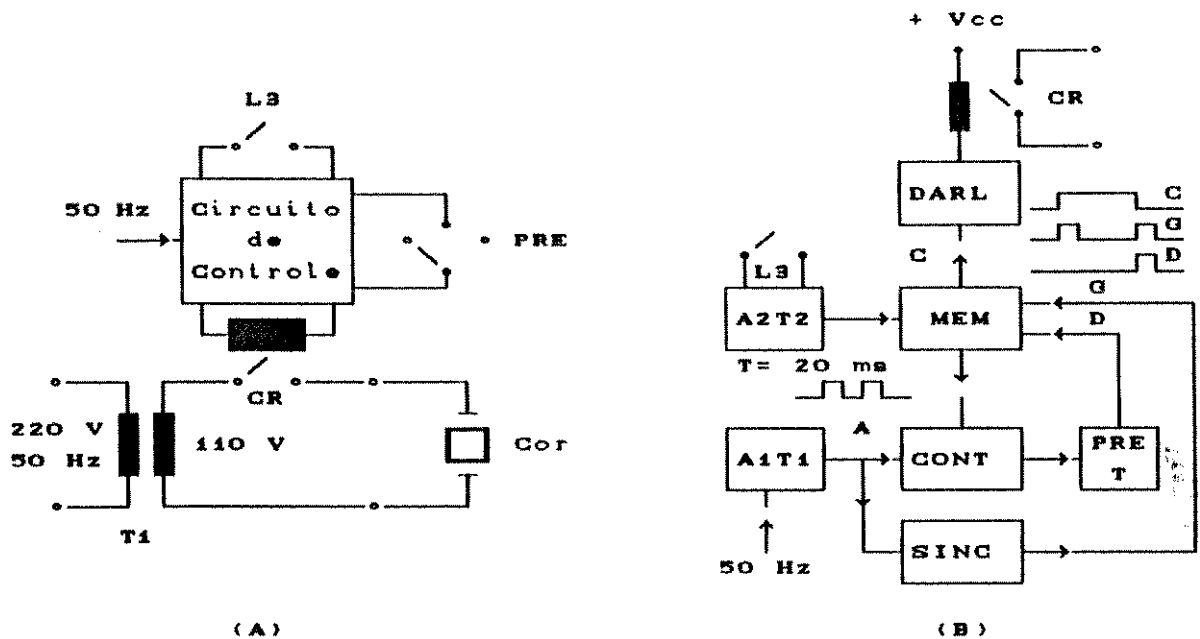 L3
50 Hz
Circuito
de
Controle
PRE
CR
220 V
50 Hz
110 V
Cor
T1
(A)
+ Vcc
CR
DARL
C
G
D
C
L3
A2T2
MEM
G
D
T= 20 ms
A
A1T1
CONT
PRE
T
SINC
50 Hz
(B)